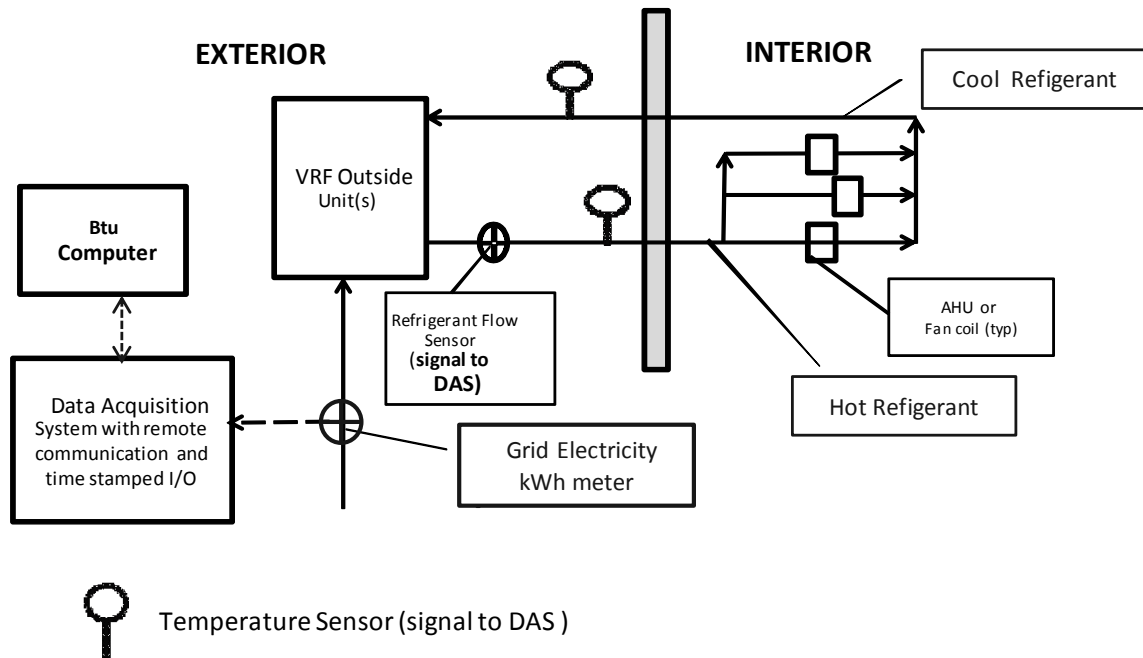 EXTERIOR
INTERIOR
Cool Refigerant
VRF Outside
Unit(s)
Btu
Computer
Refrigerant Flow
Sensor
(signal to
DAS)
AHU or
Fan coil (typ)
Hot Refigerant
Data Acquisition
System with remote
communication and
time stamped I/O
Grid Electricity
kWh meter
Temperature Sensor (signal to DAS )